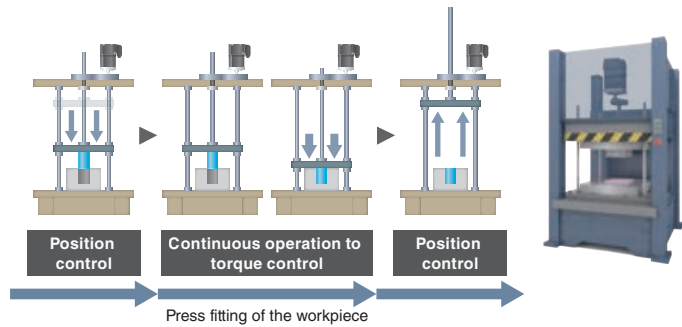 Position
control
Continuous operation to
torque control
Position
control
Press fitting of the workpiece